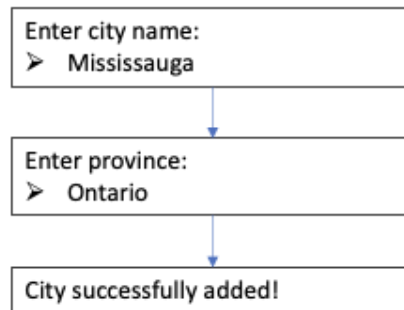 Enter city name:
➢ Mississauga
Enter province:
➢ Ontario
City successfully added!